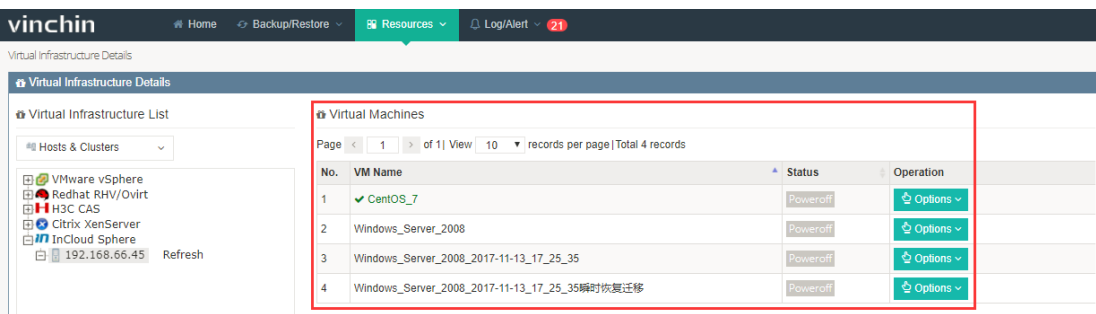 vinchin Home Backup/Restore Resources Log/Alert 21
Virtual Infrastructure Details
Virtual Infrastructure Details
Virtual Infrastructure List
Hosts & Clusters
VMware vSphere
Redhat RHV/Ovirt
H3C CAS
Citrix XenServer
InCloud Sphere
192.168.66.45 Refresh
Virtual Machines
Page < 1 > of 1| View 10 records per page|Total 4 records
No. VM Name Status Operation
1 CentOS_7 Poweroff Options
2 Windows_Server_2008 Poweroff Options
3 Windows_Server_2008_2017-11-13_17_25_35 Poweroff Options
4 Windows_Server_2008_2017-11-13_17_25_35瞬时恢复迁移 Poweroff Options